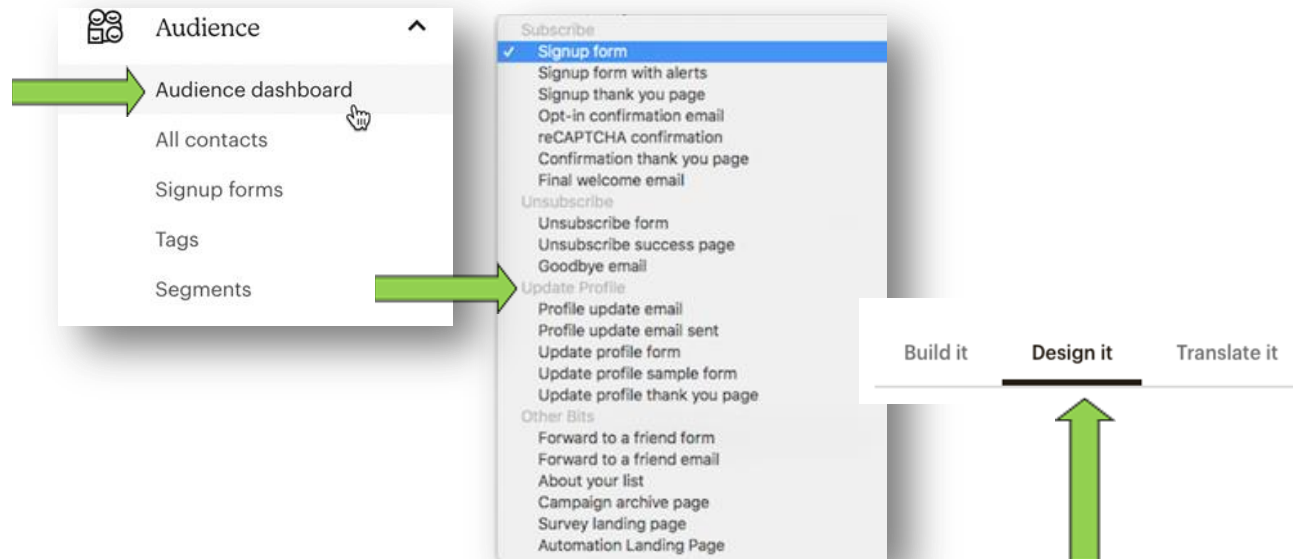 Audience
Audience dashboard
All contacts
Signup forms
Tags
Segments
Subscribe
✓ Signup form
Signup form with alerts
Signup thank you page
Opt-in confirmation email
reCAPTCHA confirmation
Confirmation thank you page
Final welcome email
Unsubscribe
Unsubscribe form
Unsubscribe success page
Goodbye email
Update Profile
Profile update email
Profile update email sent
Update profile form
Update profile sample form
Update profile thank you page
Other Bits
Forward to a friend form
Forward to a friend email
About your list
Campaign archive page
Survey landing page
Automation Landing Page
Build it Design it Translate it